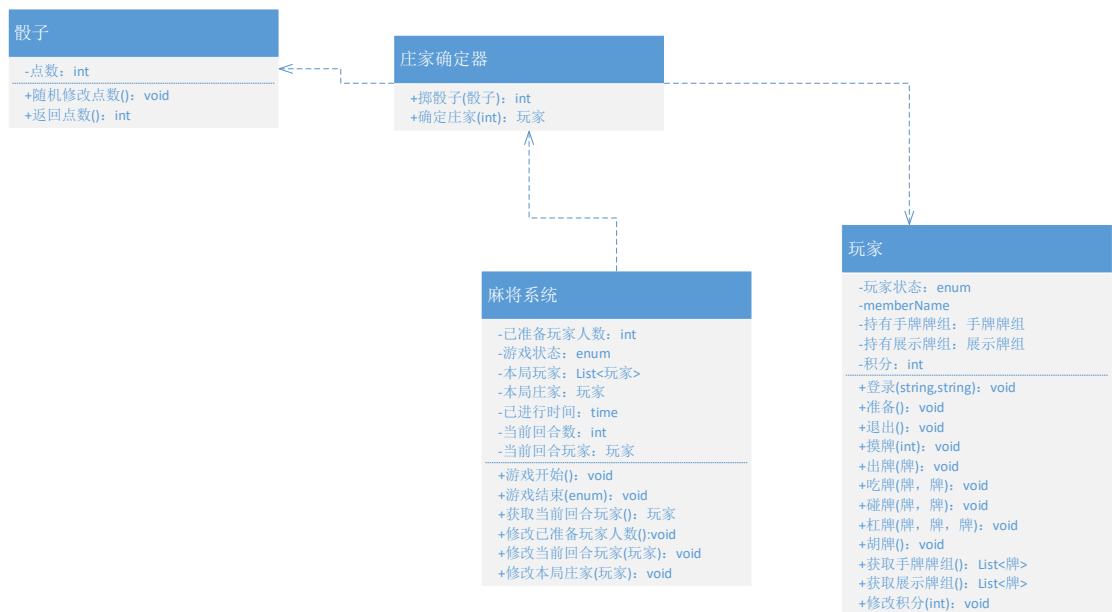 骰子
-点数：int
+随机修改点数()：void
+返回点数()：int
庄家确定器
+掷骰子(骰子)：int
+确定庄家(int)：玩家
麻将系统
-已准备玩家人数：int
-游戏状态：enum
-本局玩家：List<玩家>
-本局庄家：玩家
-已进行时间：time
-当前回合数：int
-当前回合玩家：玩家
+游戏开始()：void
+游戏结束(enum)：void
+获取当前回合玩家()：玩家
+修改已准备玩家人数():void
+修改当前回合玩家(玩家)：void
+修改本局庄家(玩家)：void
玩家
-玩家状态：enum
-memberName
-持有手牌牌组：手牌牌组
-持有展示牌组：展示牌组
-积分：int
+登录(string,string)：void
+准备()：void
+退出()：void
+摸牌(int)：void
+出牌(牌)：void
+吃牌(牌，牌)：void
+碰牌(牌，牌)：void
+杠牌(牌，牌，牌)：void
+胡牌()：void
+获取手牌牌组()：List<牌>
+获取展示牌组()：List<牌>
+修改积分(int)：void